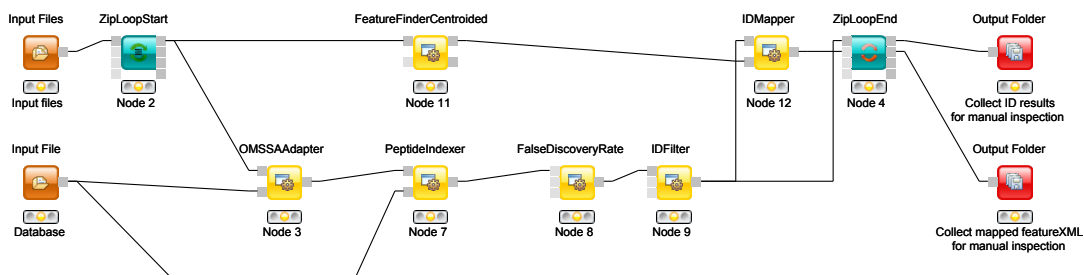 Input Files
ZipLoopStart
FeatureFinderCentroided
IDMapper
ZipLoopEnd
Output Folder
Input files
Node 2
Node 11
Node 12
Node 4
Collect ID results
for manual inspection
Input File
OMSSAAdapter
PeptideIndexer
FalseDiscoveryRate
IDFilter
Output Folder
Database
Node 3
Node 7
Node 8
Node 9
Collect mapped featureXML
for manual inspection